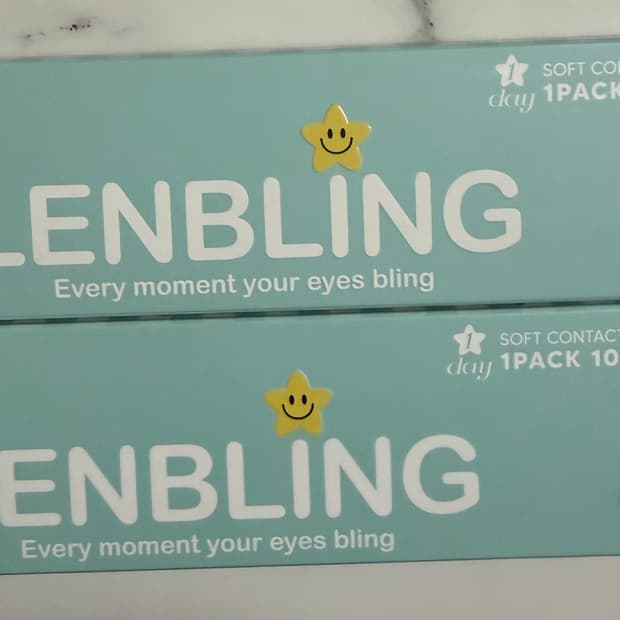 1 SOFT CO
day 1PACK
LENBLING
Every moment your eyes bling
1 SOFT CONTACT
day 1PACK 10
ENBLING
Every moment your eyes bling